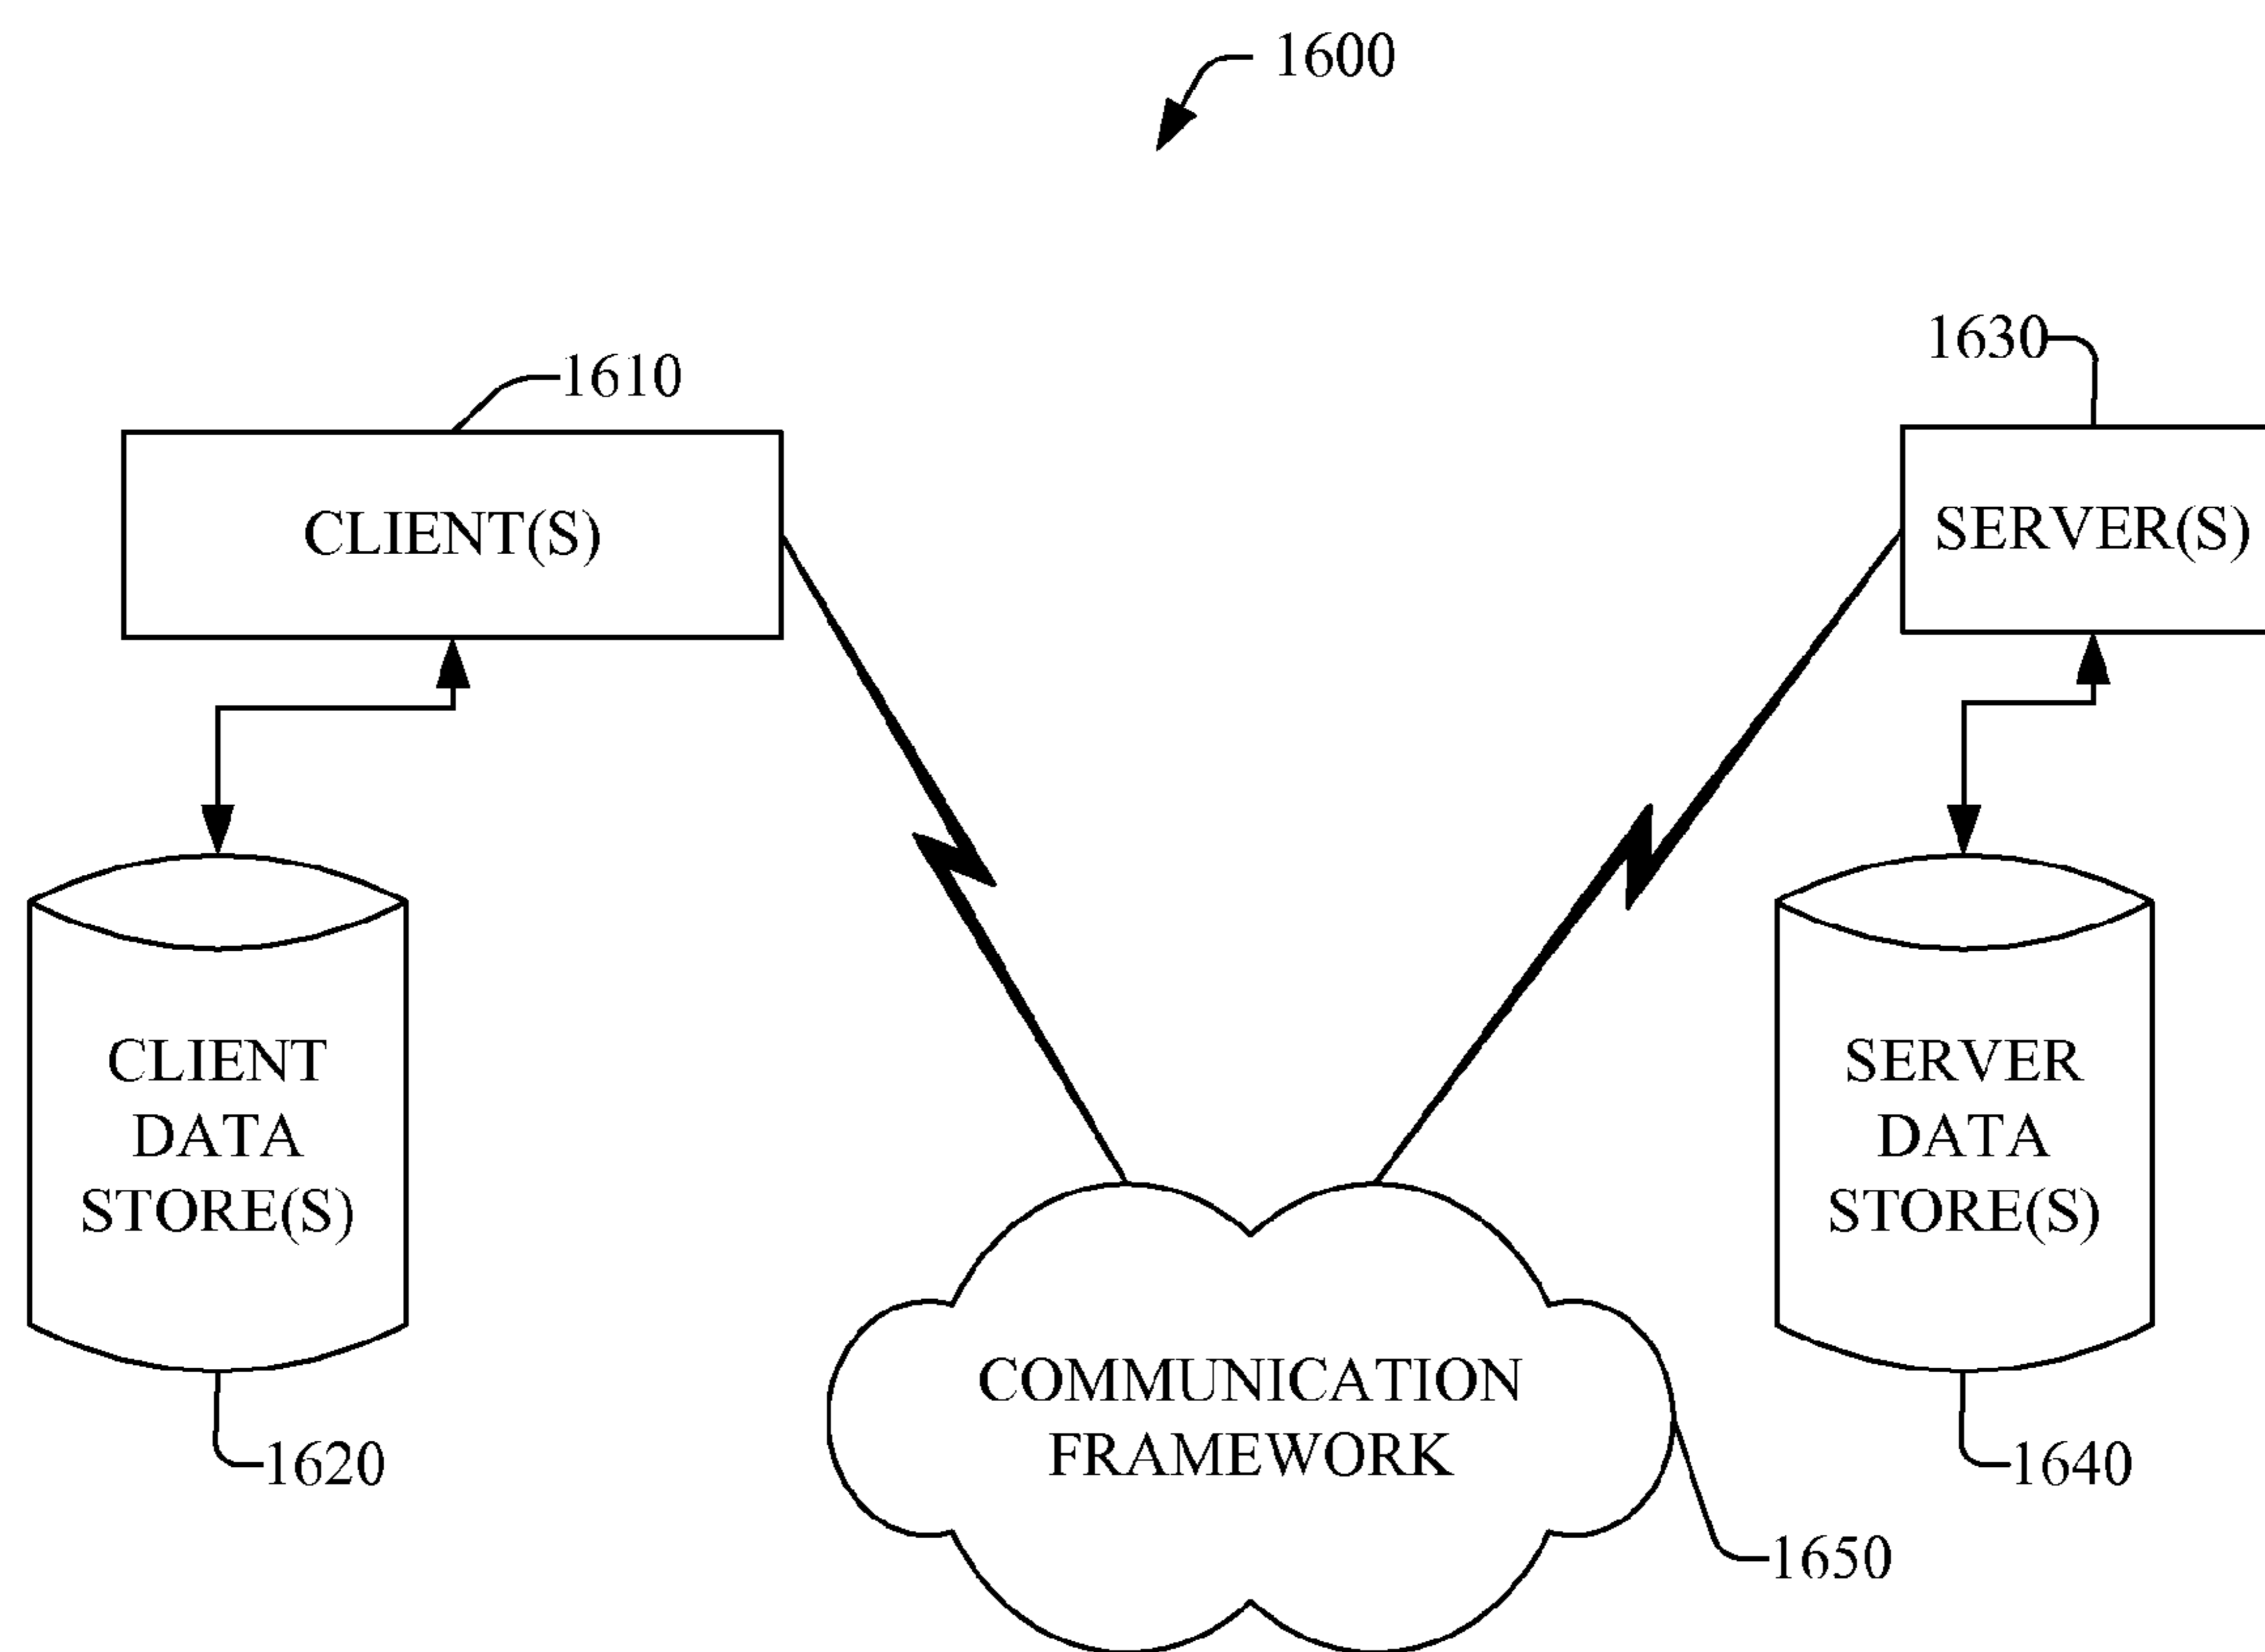 1600
1610
1630
CLIENT(S)
SERVER(S)
CLIENT
DATA
STORE(S)
SERVER
DATA
STORE(S)
COMMUNICATION
FRAMEWORK
1620
1640
1650